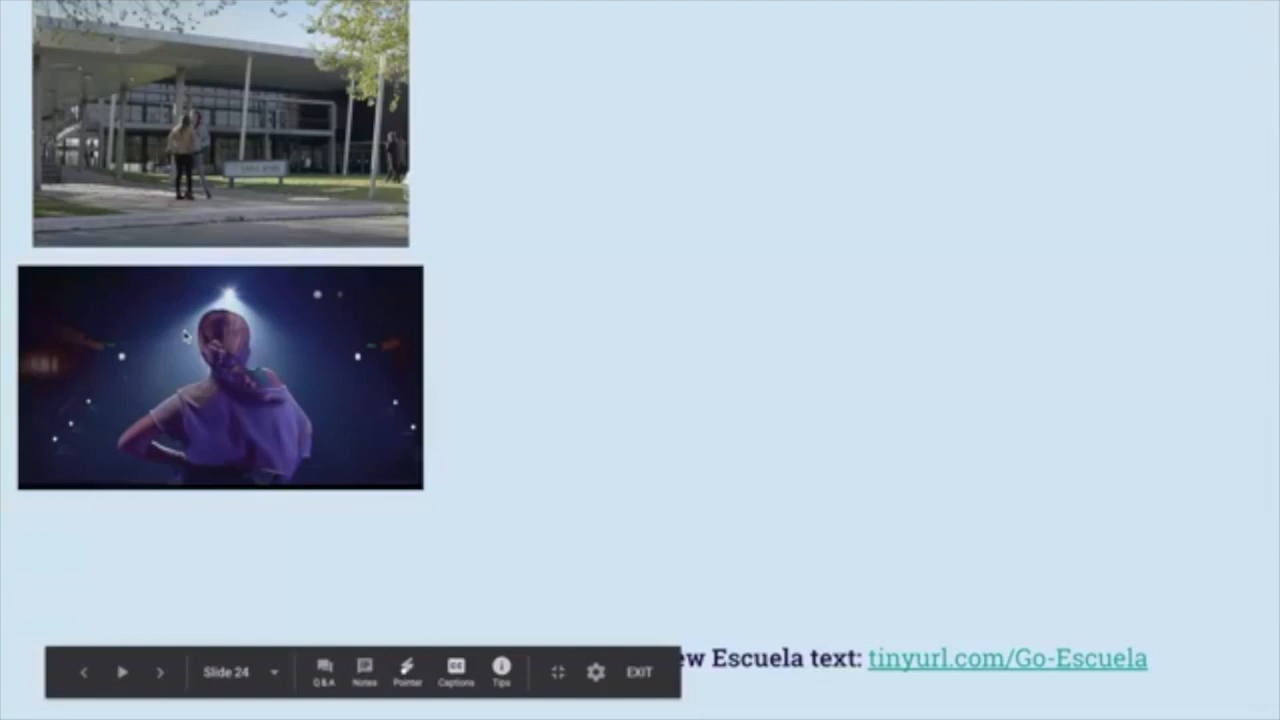 ew Escuela text: tinyurl.com/Go-Escuela
Slide 24
Q&A
Notes
Pointer
Captions
Tips
EXIT